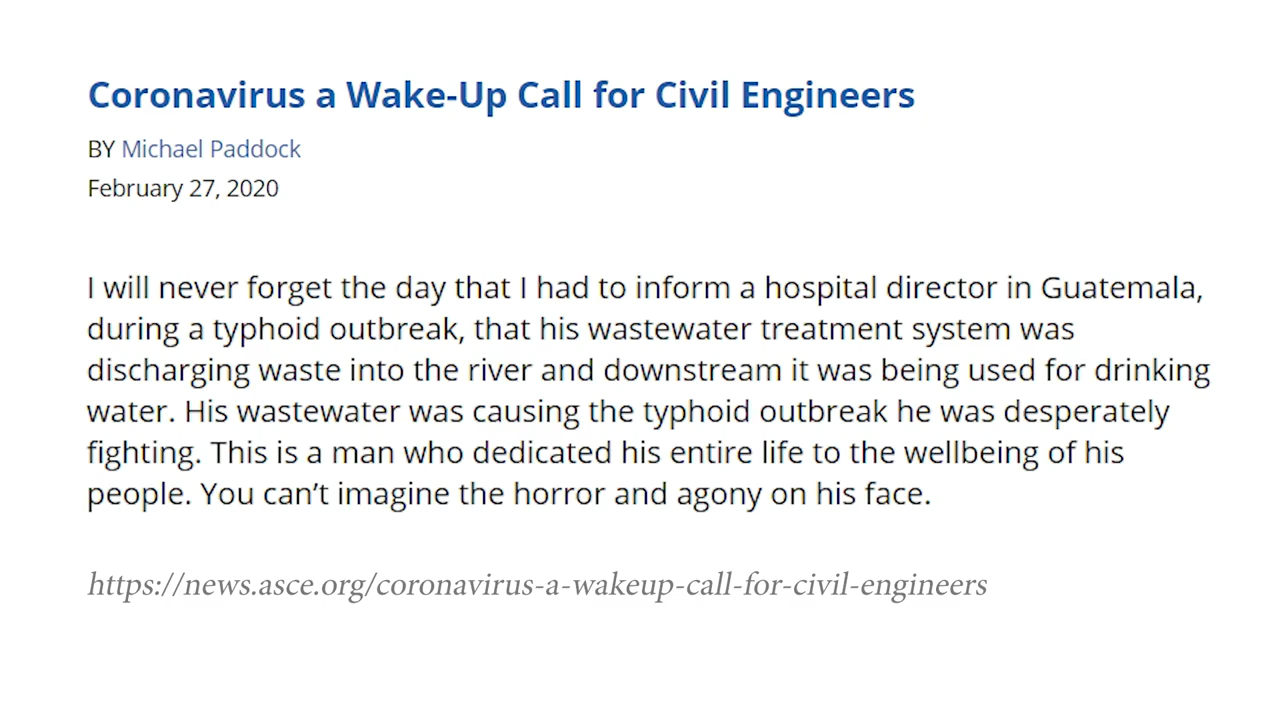 Coronavirus a Wake-Up Call for Civil Engineers
BY Michael Paddock
February 27, 2020
I will never forget the day that I had to inform a hospital director in Guatemala,
during a typhoid outbreak, that his wastewater treatment system was
discharging waste into the river and downstream it was being used for drinking
water. His wastewater was causing the typhoid outbreak he was desperately
fighting. This is a man who dedicated his entire life to the wellbeing of his
people. You can’t imagine the horror and agony on his face.
https://news.asce.org/coronavirus-a-wakeup-call-for-civil-engineers